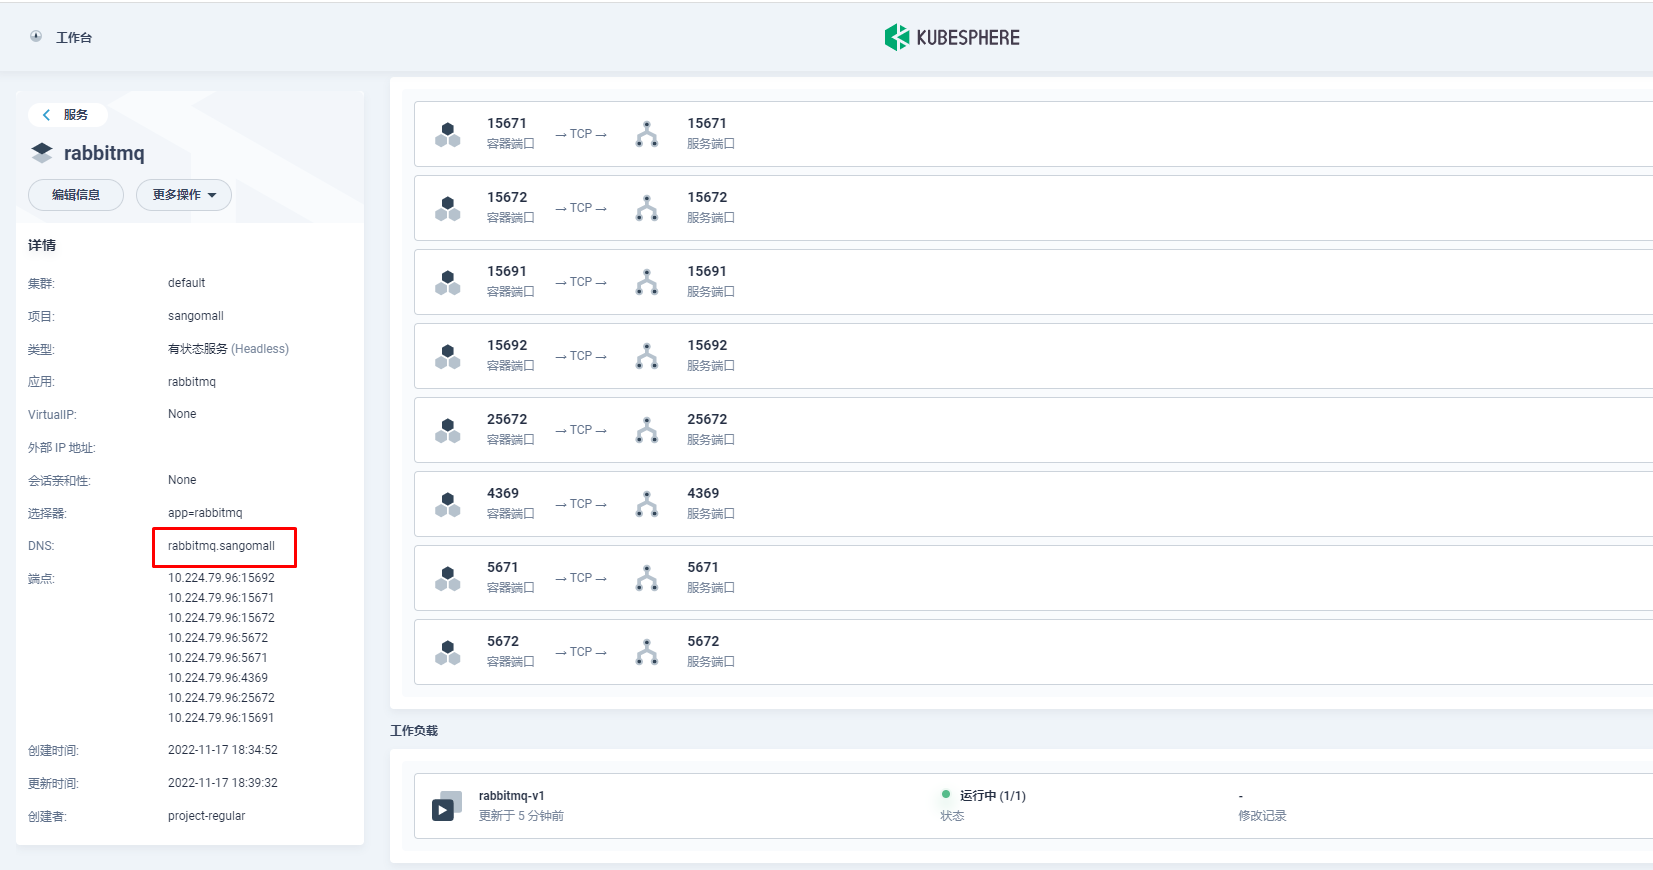 工作台
KUBESPHERE
服务
rabbitmq
编辑信息
更多操作
详情
集群: default
项目: sangomall
类型: 有状态服务 (Headless)
应用: rabbitmq
VirtualIP: None
外部 IP 地址:
会话亲和性: None
选择器: app=rabbitmq
DNS: rabbitmq.sangomall
端点: 10.224.79.96:15692
10.224.79.96:15671
10.224.79.96:15672
10.224.79.96:5672
10.224.79.96:5671
10.224.79.96:4369
10.224.79.96:25672
10.224.79.96:15691
创建时间: 2022-11-17 18:34:52
更新时间: 2022-11-17 18:39:32
创建者: project-regular
15671 → TCP → 15671
容器端口 服务端口
15672 → TCP → 15672
容器端口 服务端口
15691 → TCP → 15691
容器端口 服务端口
15692 → TCP → 15692
容器端口 服务端口
25672 → TCP → 25672
容器端口 服务端口
4369 → TCP → 4369
容器端口 服务端口
5671 → TCP → 5671
容器端口 服务端口
5672 → TCP → 5672
容器端口 服务端口
工作负载
rabbitmq-v1 运行中 (1/1) -
更新于 5 分钟前 状态 修改记录